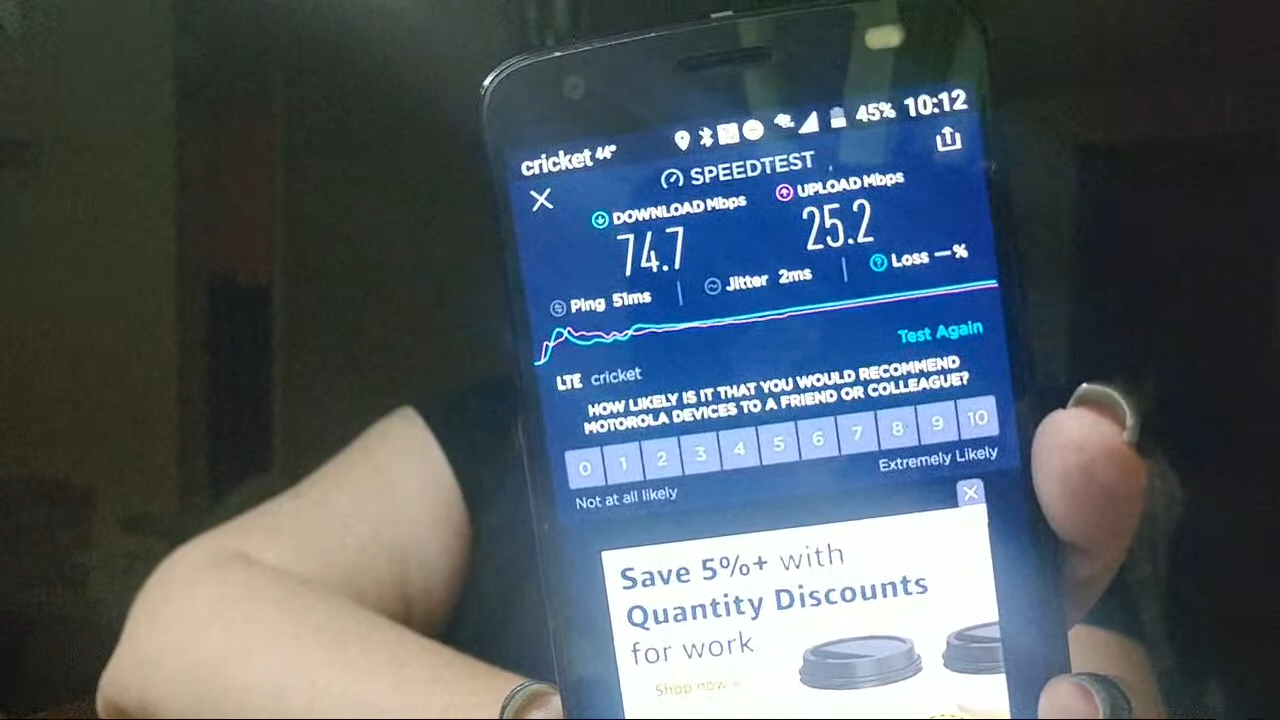 cricket 44° 45% 10:12
SPEEDTEST
DOWNLOAD Mbps UPLOAD Mbps
74.7 25.2
Ping 51ms Jitter 2ms Loss —%
Test Again
LTE cricket
HOW LIKELY IS IT THAT YOU WOULD RECOMMEND
MOTOROLA DEVICES TO A FRIEND OR COLLEAGUE?
0 1 2 3 4 5 6 7 8 9 10
Not at all likely Extremely Likely
Save 5%+ with
Quantity Discounts
for work
Shop now »